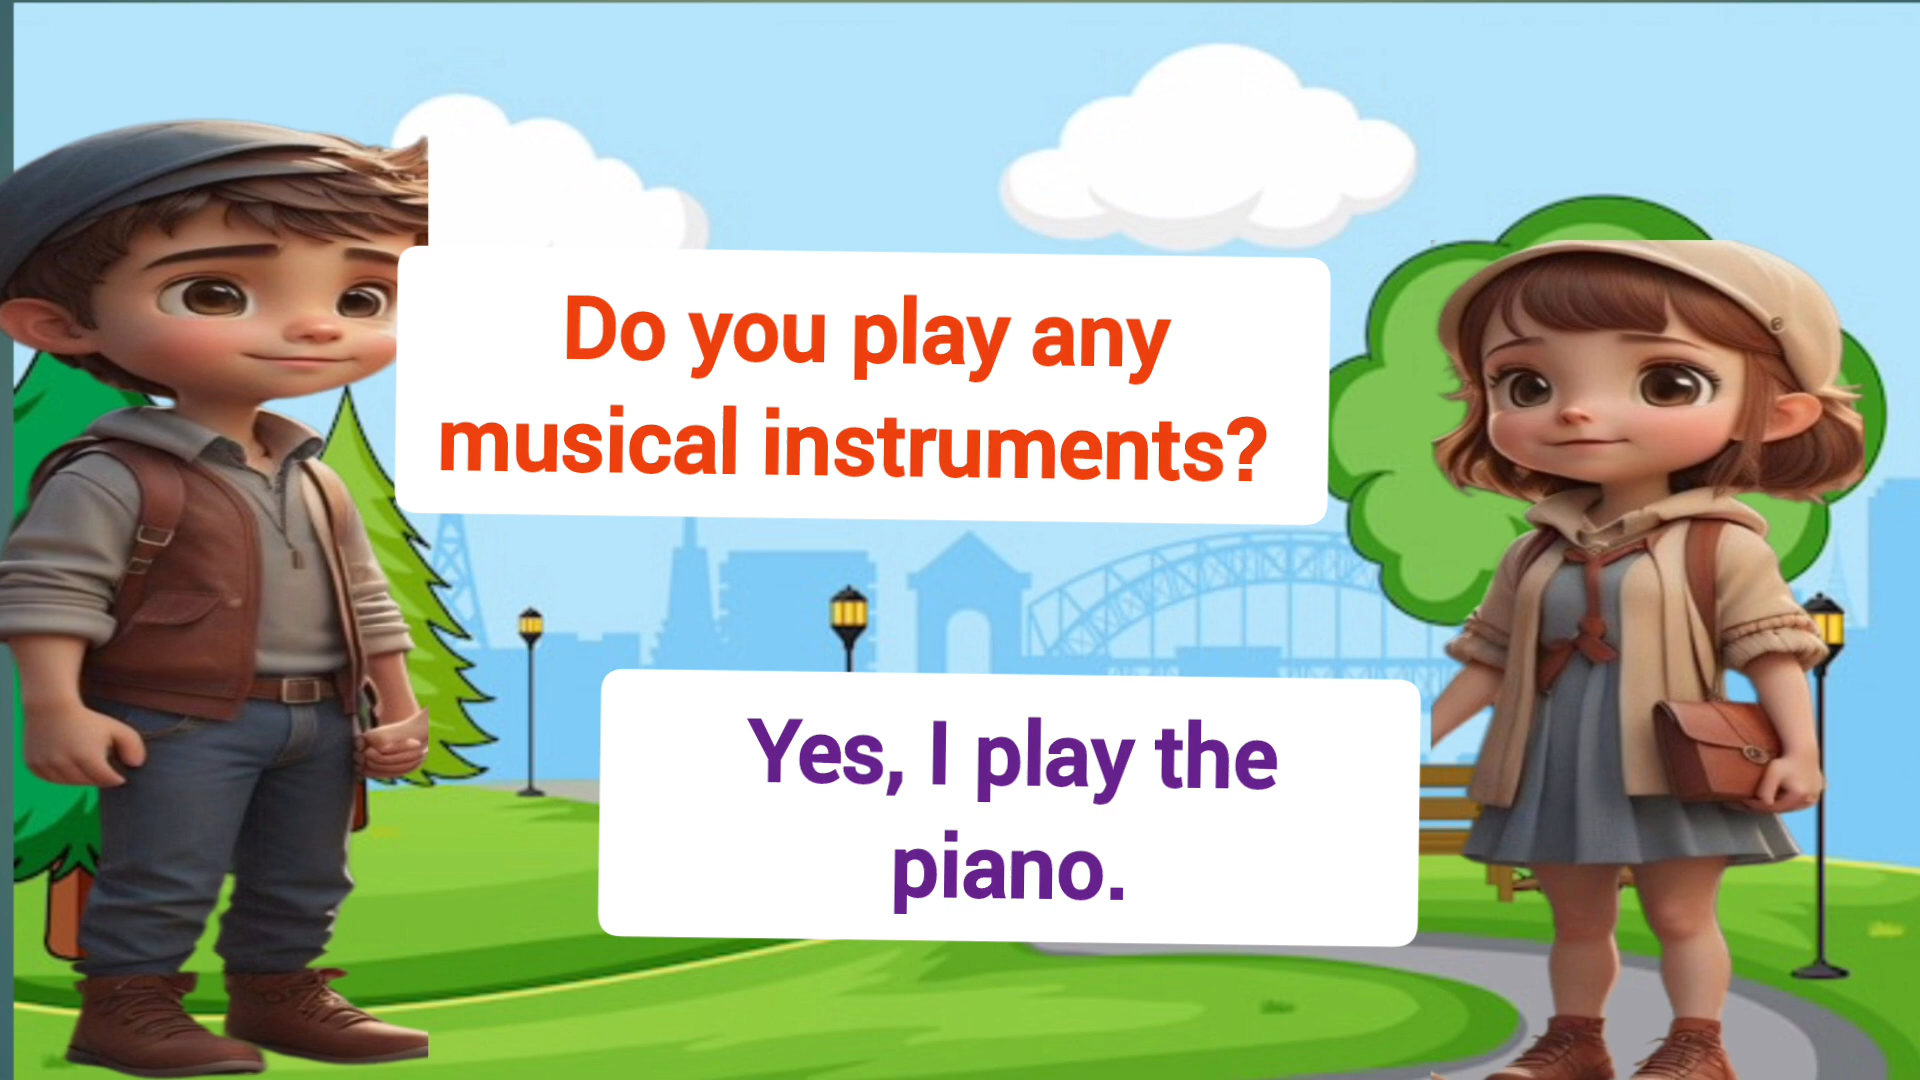 Do you play any
musical instruments?
Yes, I play the
piano.